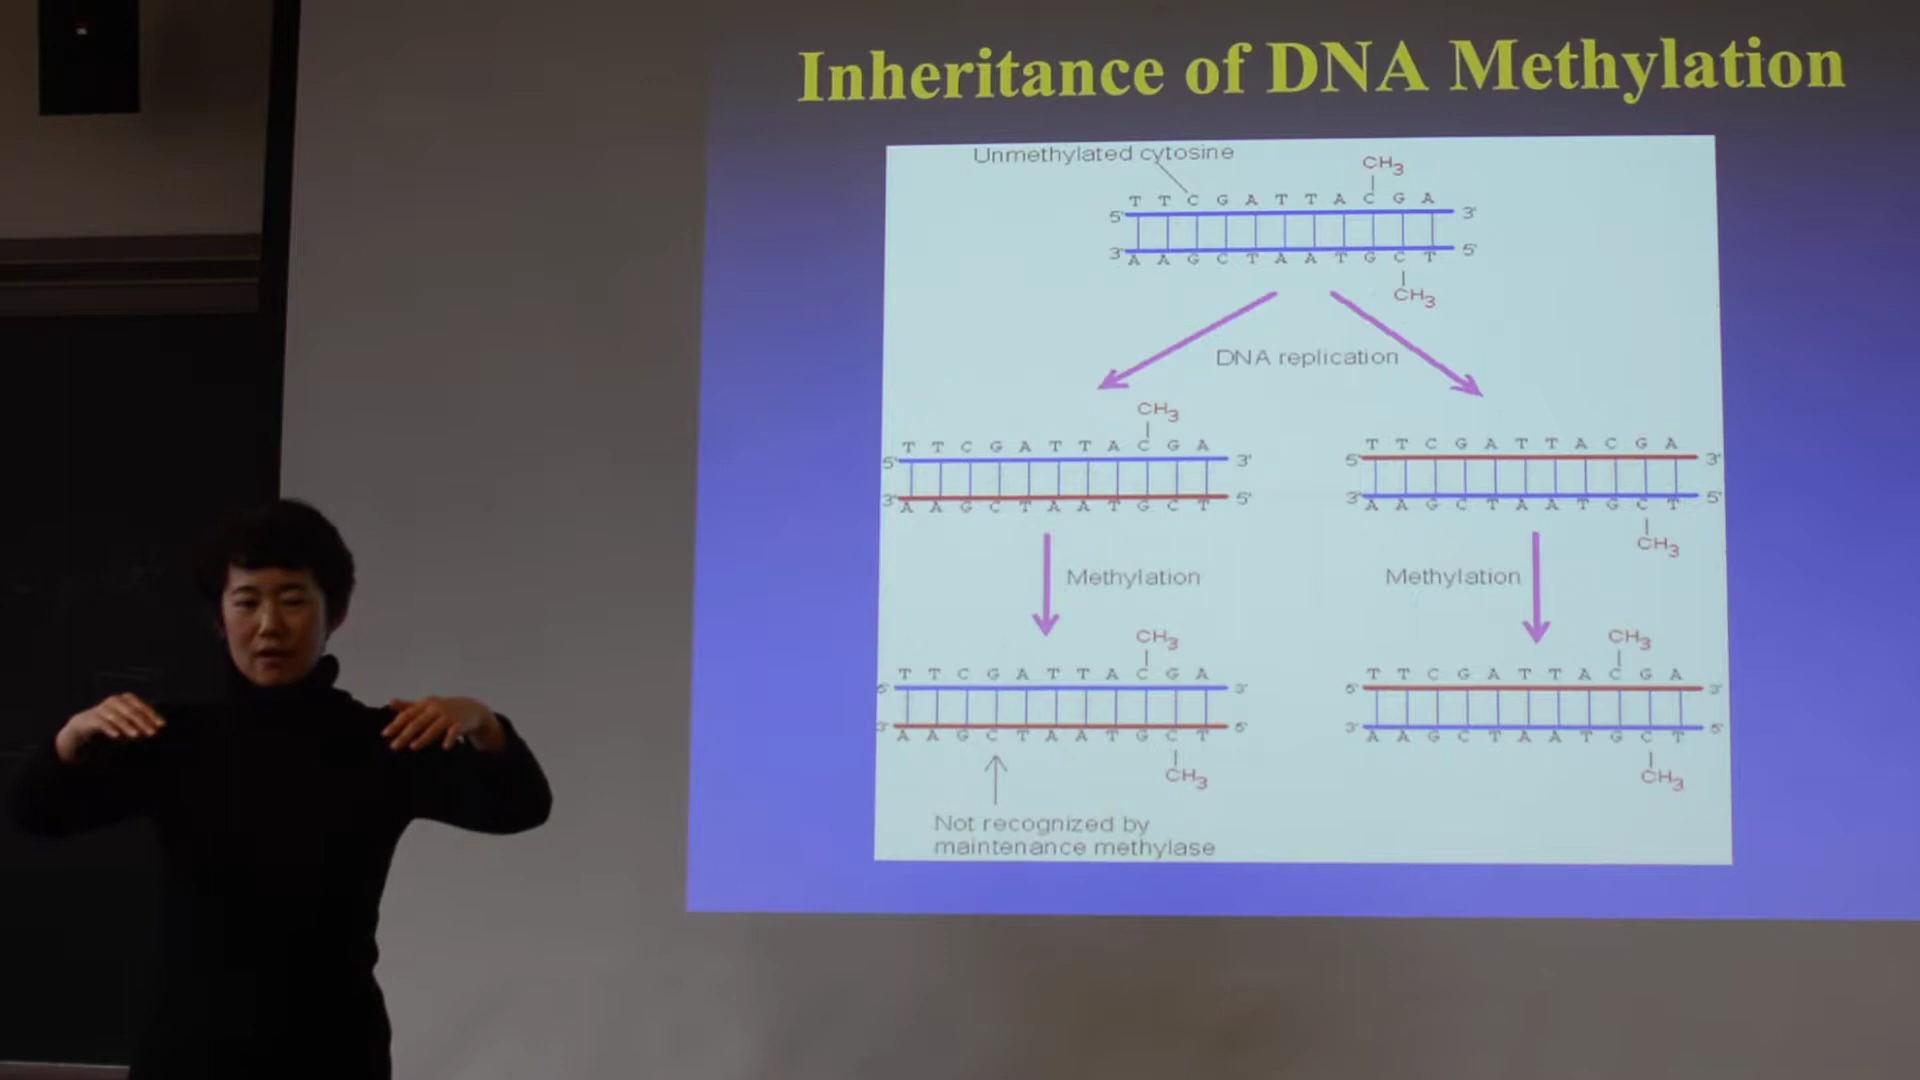 Inheritance of DNA Methylation
Unmethylated cytosine
CH3
T T C G A T T A C G A
5' 3'
3' 5'
A A G C T A A T G C T
CH3
DNA replication
CH3
T T C G A T T A C G A
5' 3'
3' 5'
A A G C T A A T G C T
T T C G A T T A C G A
5' 3'
3' 5'
A A G C T A A T G C T
CH3
Methylation
Methylation
CH3
T T C G A T T A C G A
5' 3'
3' 5'
A A G C T A A T G C T
CH3
Not recognized by
maintenance methylase
CH3
T T C G A T T A C G A
5' 3'
3' 5'
A A G C T A A T G C T
CH3